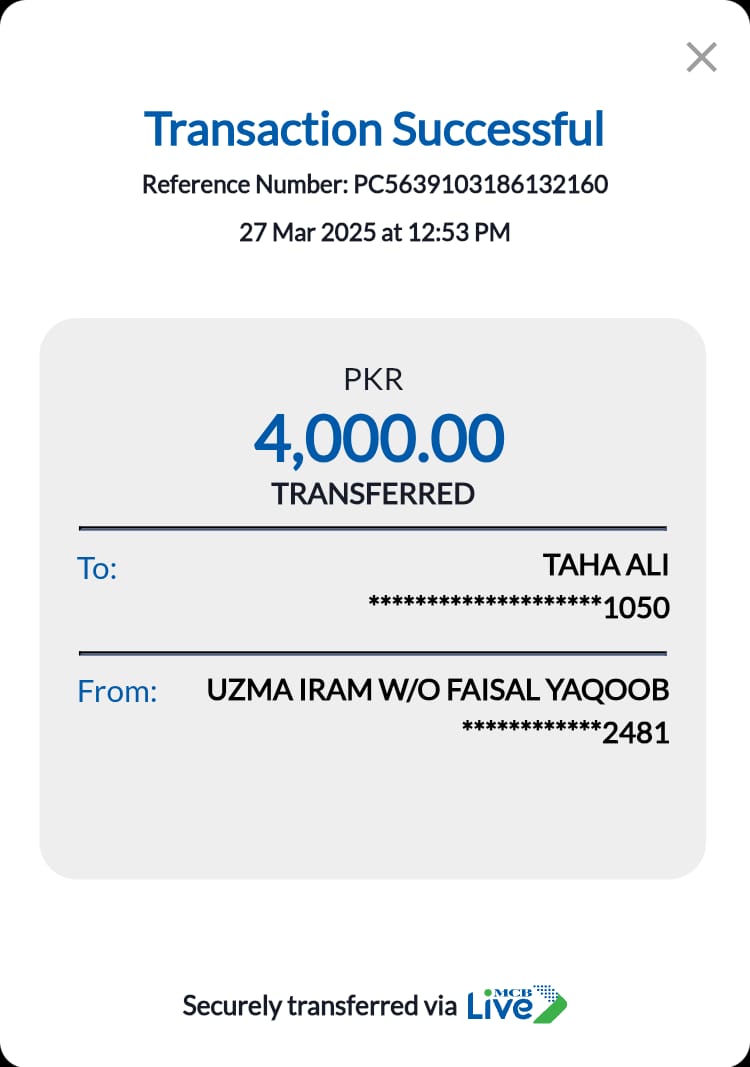 Transaction Successful
Reference Number: PC5639103186132160
27 Mar 2025 at 12:53 PM
PKR
4,000.00
TRANSFERRED
To: TAHA ALI
********************1050
From: UZMA IRAM W/O FAISAL YAQOOB
************2481
Securely transferred via MCB Live